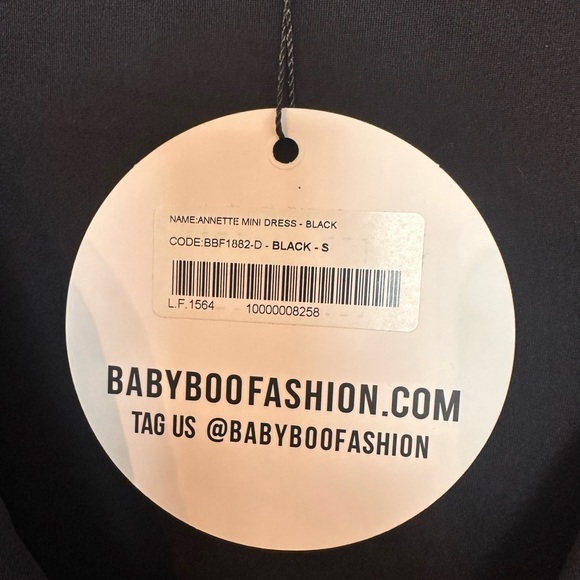 NAME:ANNETTE MINI DRESS - BLACK
CODE:BBF1882-D - BLACK - S
L.F.1564 10000008258
BABYBOOFASHION.COM
TAG US @BABYBOOFASHION